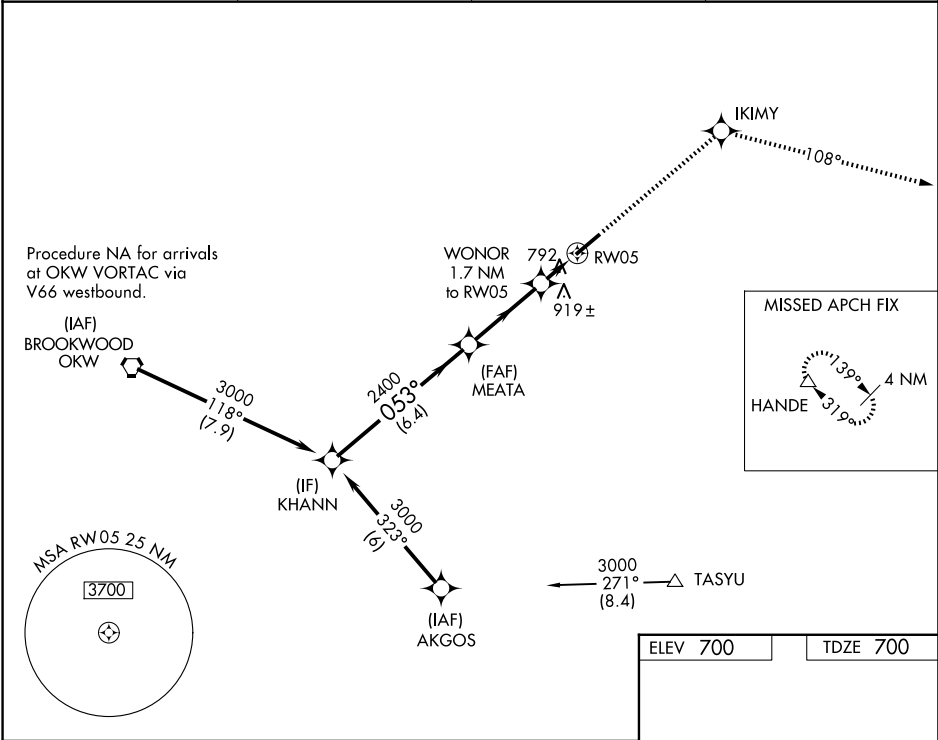 IKIMY
108°
Procedure NA for arrivals
at OKW VORTAC via
V66 westbound.
WONOR
1.7 NM
to RW05
792
RW05
919 ±
MISSED APCH FIX
139°
4 NM
HANDE
319°
(IAF)
BROOKWOOD
OKW
(FAF)
MEATA
3000
118°
(7.9)
2400
053°
(6.4)
(IF)
KHANN
3000
323°
(6)
MSA RW05 25 NM
3700
3000
271°
(8.4)
TASYU
(IAF)
AKGOS
ELEV 700
TDZE 700